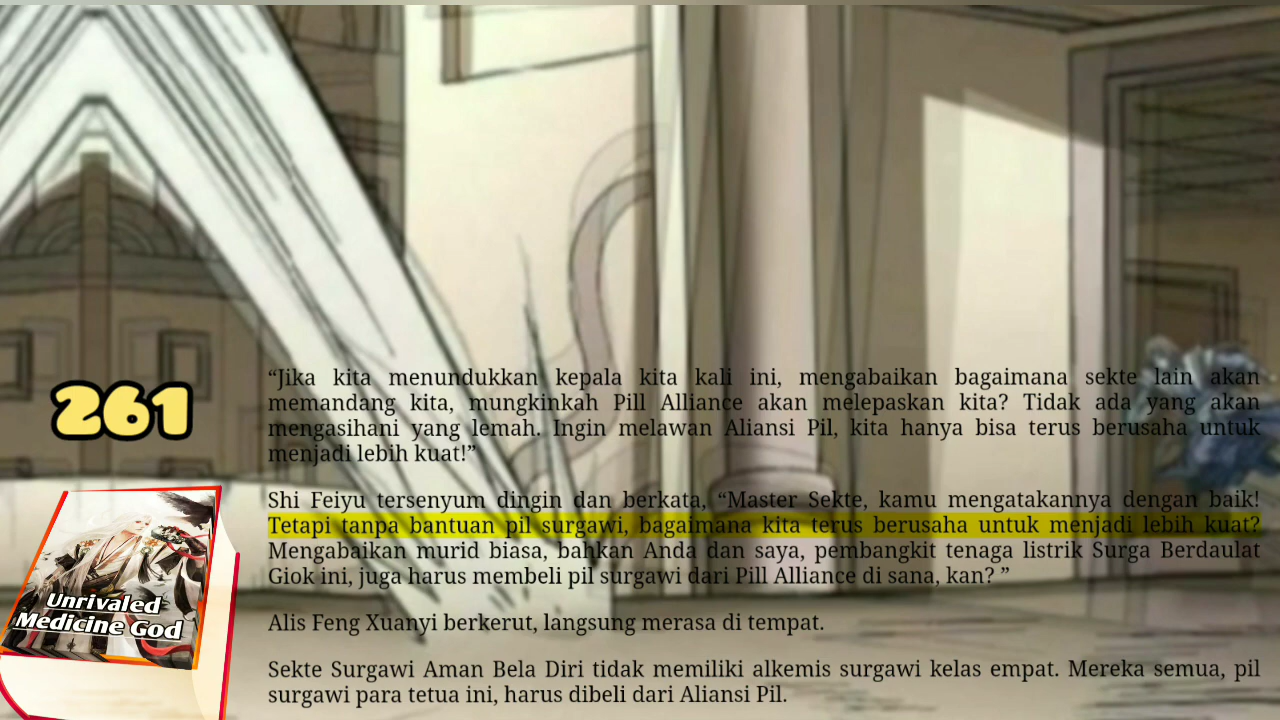 “Jika kita menundukkan kepala kita kali ini, mengabaikan bagaimana sekte lain akan
memandang kita, mungkinkah Pill Alliance akan melepaskan kita? Tidak ada yang akan
mengasihani yang lemah. Ingin melawan Aliansi Pil, kita hanya bisa terus berusaha untuk
menjadi lebih kuat!”
261
Shi Feiyu tersenyum dingin dan berkata, “Master Sekte, kamu mengatakannya dengan baik!
Tetapi tanpa bantuan pil surgawi, bagaimana kita terus berusaha untuk menjadi lebih kuat?
Mengabaikan murid biasa, bahkan Anda dan saya, pembangkit tenaga listrik Surga Berdaulat
Giok ini, juga harus membeli pil surgawi dari Pill Alliance di sana, kan? ”
Alis Feng Xuanyi berkerut, langsung merasa di tempat.
Sekte Surgawi Aman Bela Diri tidak memiliki alkemis surgawi kelas empat. Mereka semua, pil
surgawi para tetua ini, harus dibeli dari Aliansi Pil.
Unrivaled
Medicine God